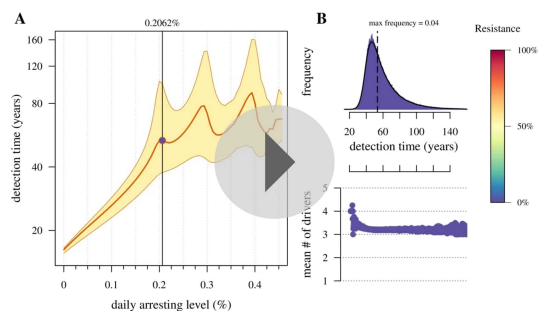 A
0.2062%
160
120
80
40
20
detection time (years)
0
0.1
0.2
0.3
0.4
daily arresting level (%)
B
max frequency = 0.04
frequency
20
60
100
140
detection time (years)
5
4
3
2
1
mean # of drivers
Resistance
100%
50%
0%